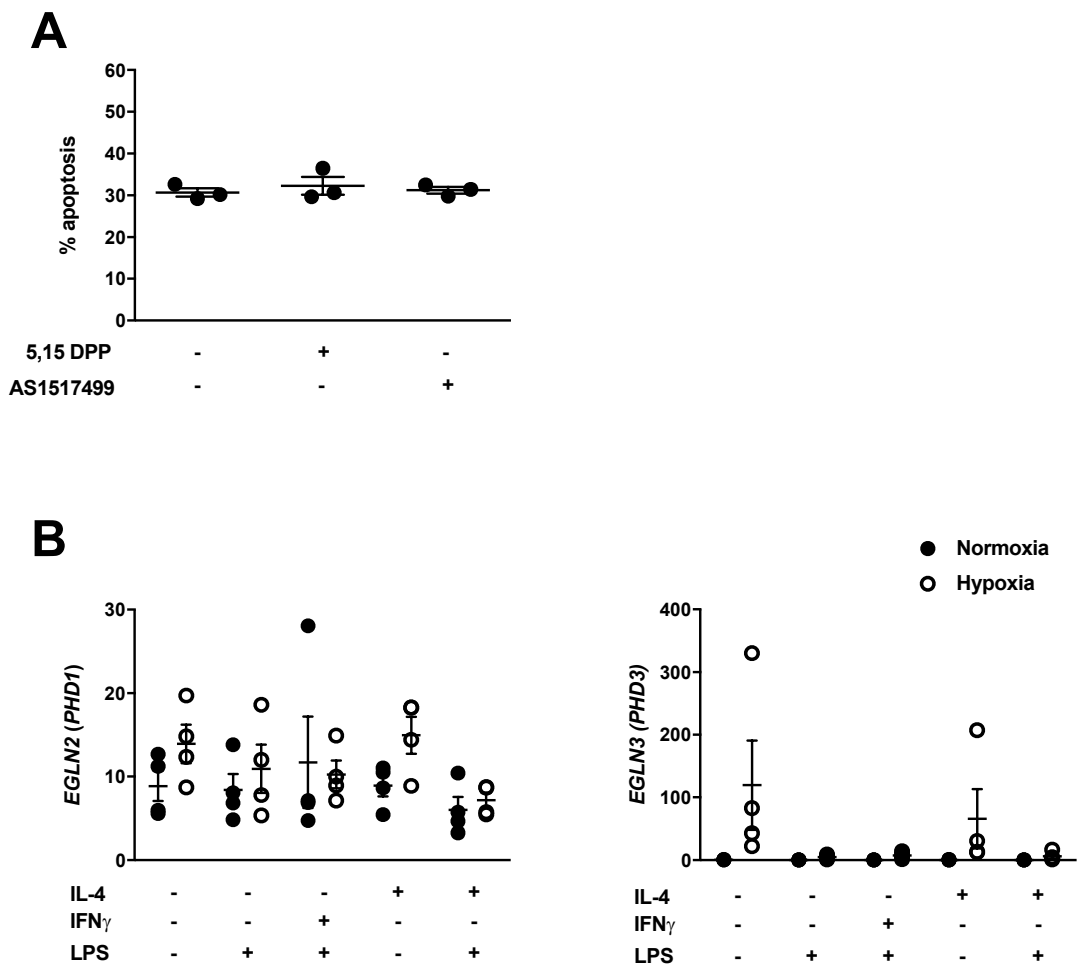 A
60
50
40
30
20
10
0
% apoptosis
5,15 DPP - + -
AS1517499 - - +
B
Normoxia
Hypoxia
30
20
10
0
EGLN2 (PHD1)
IL-4 - - - + +
IFNγ - - + - -
LPS - + + - +
400
300
200
100
0
EGLN3 (PHD3)
IL-4 - - - + +
IFNγ - - + - -
LPS - + + - +